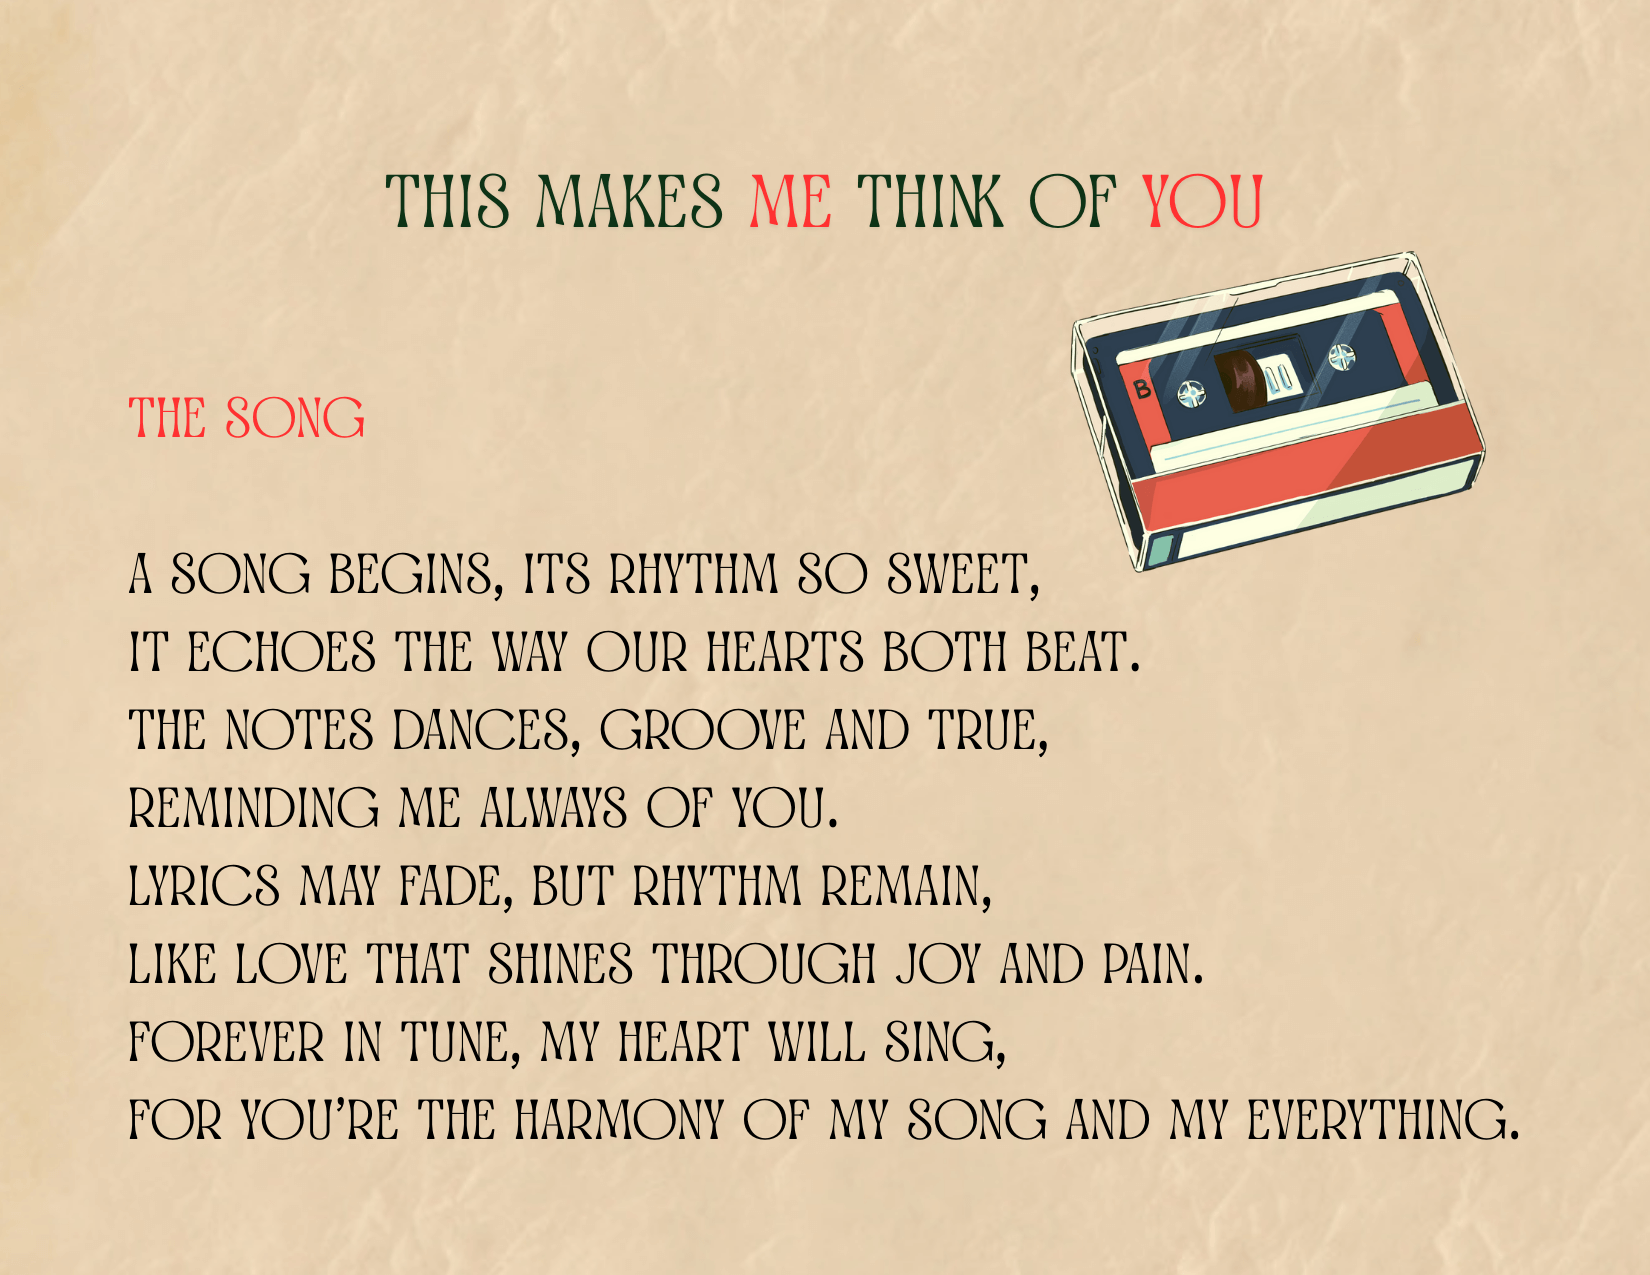 THIS MAKES ME THINK OF YOU
B
THE SONG
A SONG BEGINS, ITS RHYTHM SO SWEET,
IT ECHOES THE WAY OUR HEARTS BOTH BEAT.
THE NOTES DANCES, GROOVE AND TRUE,
REMINDING ME ALWAYS OF YOU.
LYRICS MAY FADE, BUT RHYTHM REMAIN,
LIKE LOVE THAT SHINES THROUGH JOY AND PAIN.
FOREVER IN TUNE, MY HEART WILL SING,
FOR YOU'RE THE HARMONY OF MY SONG AND MY EVERYTHING.